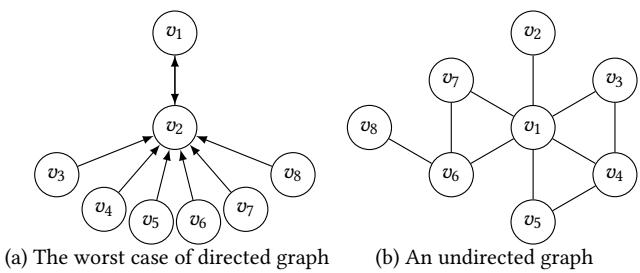 v1
v2
v3
v4
v5
v6
v7
v8
(a) The worst case of directed graph
v2
v7
v3
v8
v1
v6
v4
v5
(b) An undirected graph